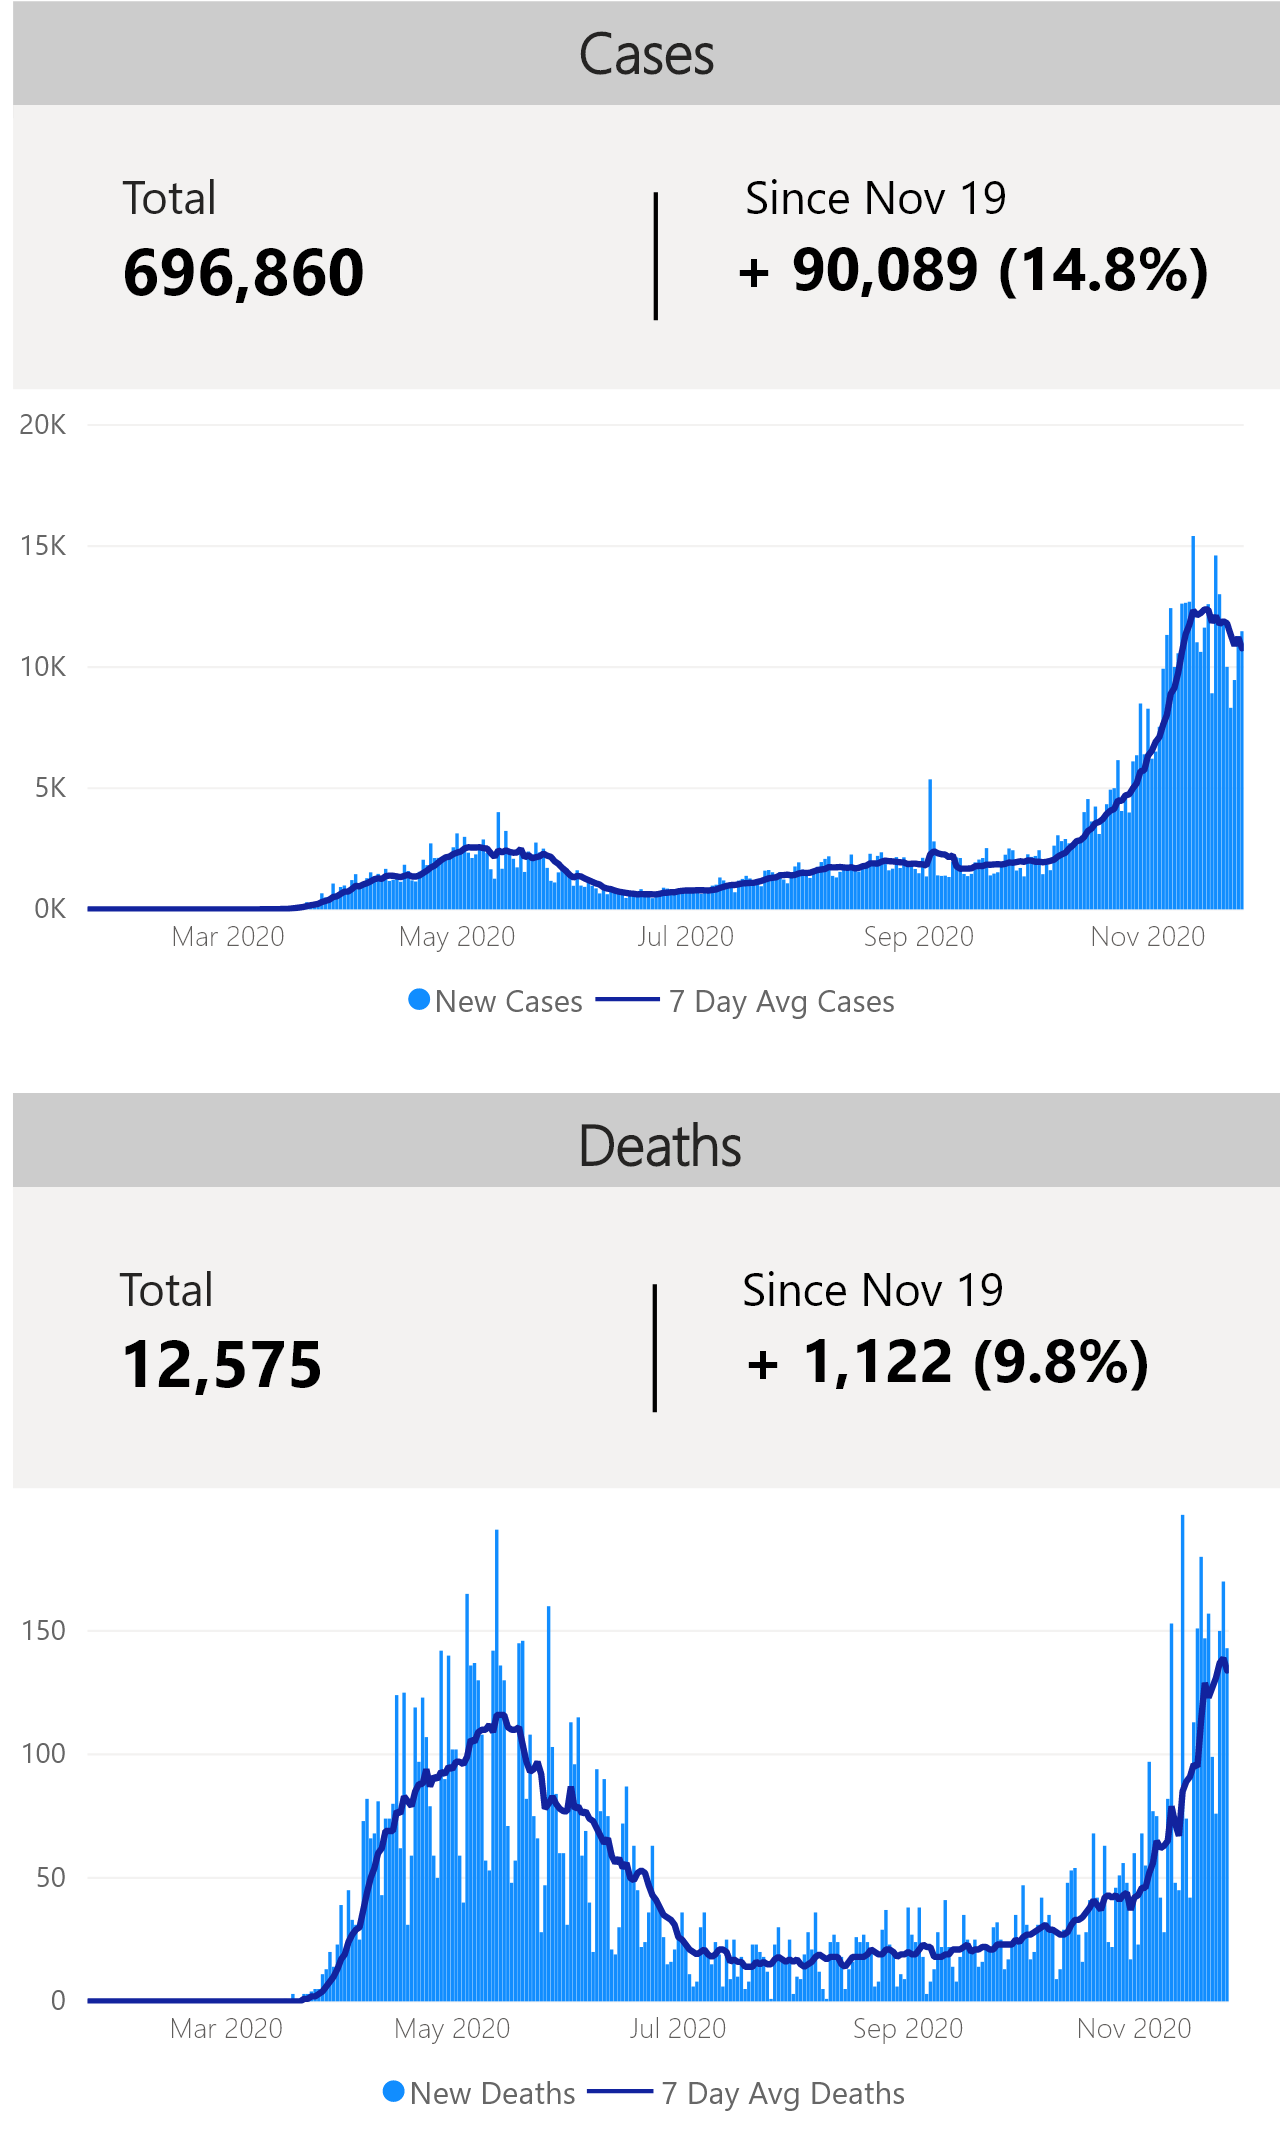 Cases
Total
Since Nov 19
696,860
+ 90,089 (14.8%)
20K
15K
10K
5K
0K
Mar 2020
May 2020
Jul 2020
Sep 2020
Nov 2020
New Cases
7 Day Avg Cases
Deaths
Total
Since Nov 19
12,575
+ 1,122 (9.8%)
150
100
50
0
Mar 2020
May 2020
Jul 2020
Sep 2020
Nov 2020
New Deaths
7 Day Avg Deaths